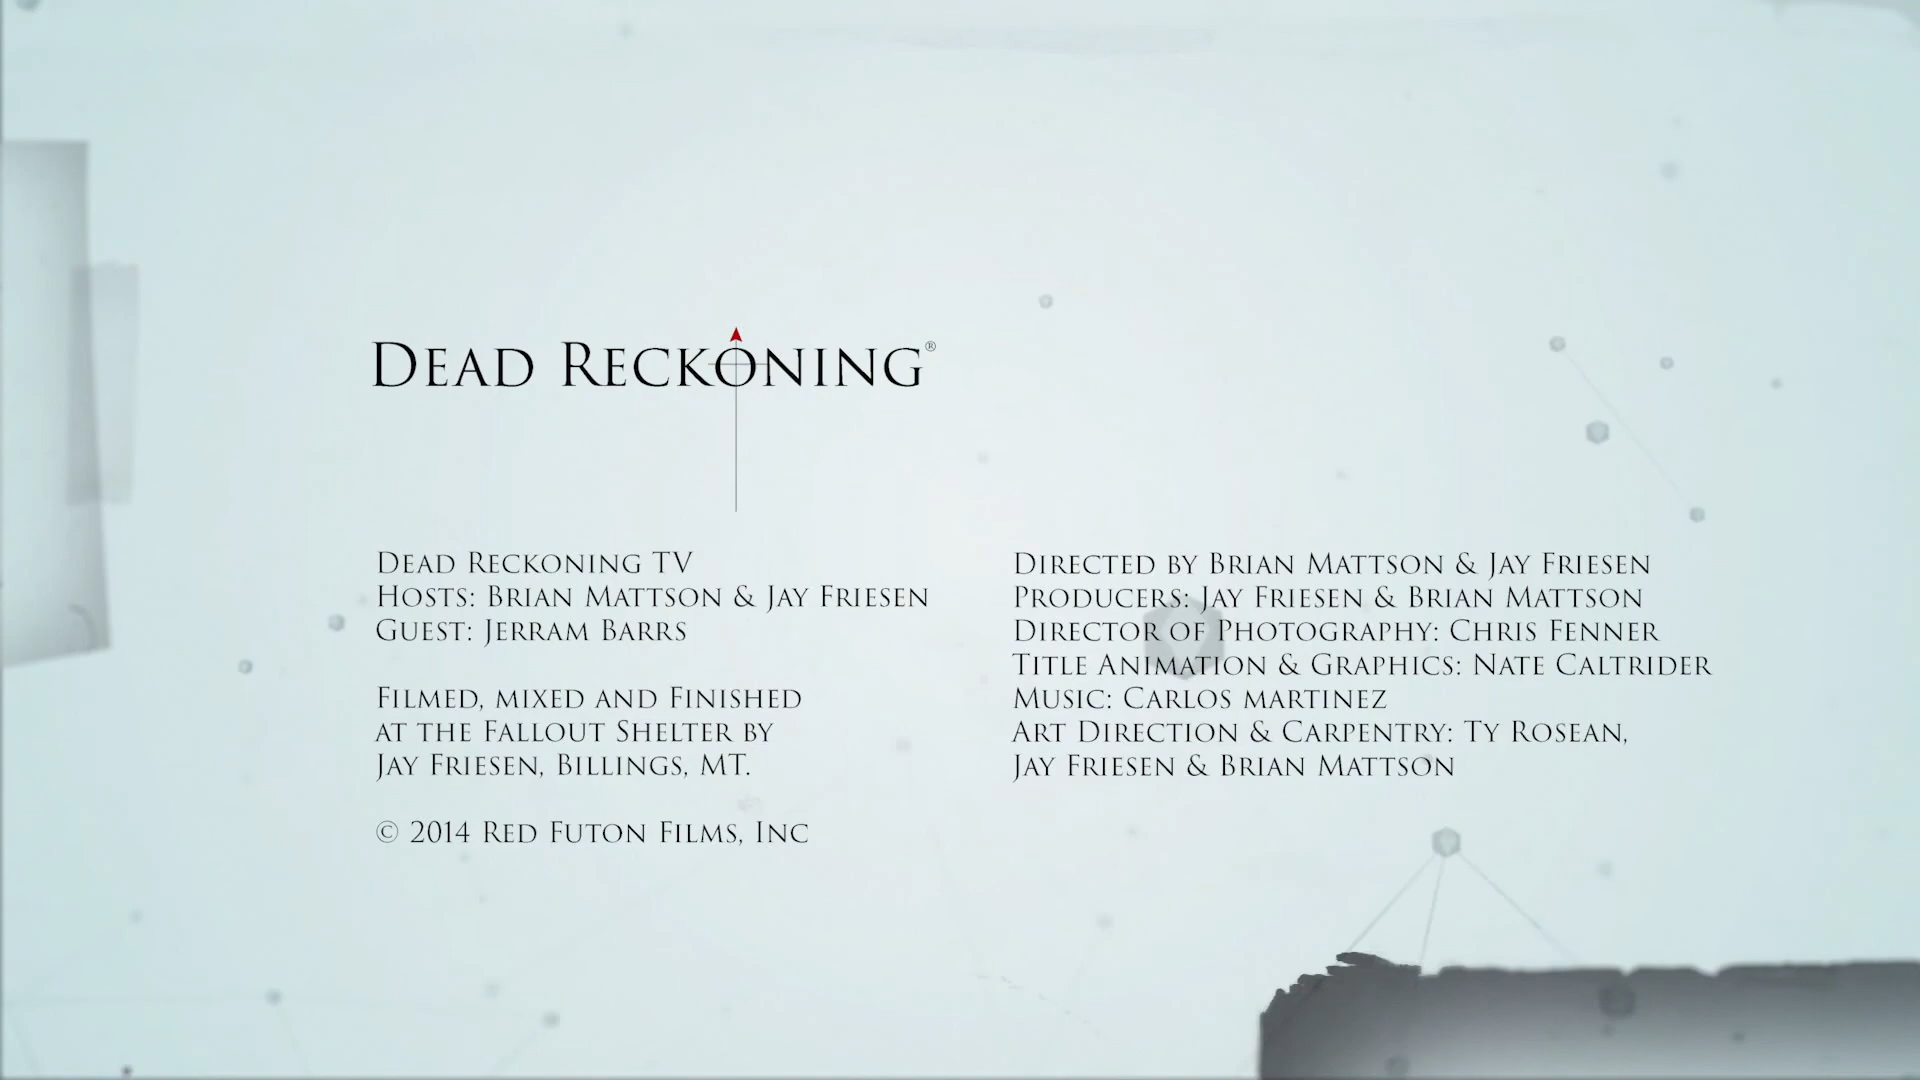 Dead Reckoning®
Dead Reckoning TV
Hosts: Brian Mattson & Jay Friesen
Guest: Jerram Barrs
Filmed, mixed and Finished
at the Fallout Shelter by
Jay Friesen, Billings, MT.
© 2014 Red Futon Films, Inc
Directed by Brian Mattson & Jay Friesen
Producers: Jay Friesen & Brian Mattson
Director of Photography: Chris Fenner
Title Animation & Graphics: Nate Caltrider
Music: Carlos martinez
Art Direction & Carpentry: Ty Rosean,
Jay Friesen & Brian Mattson